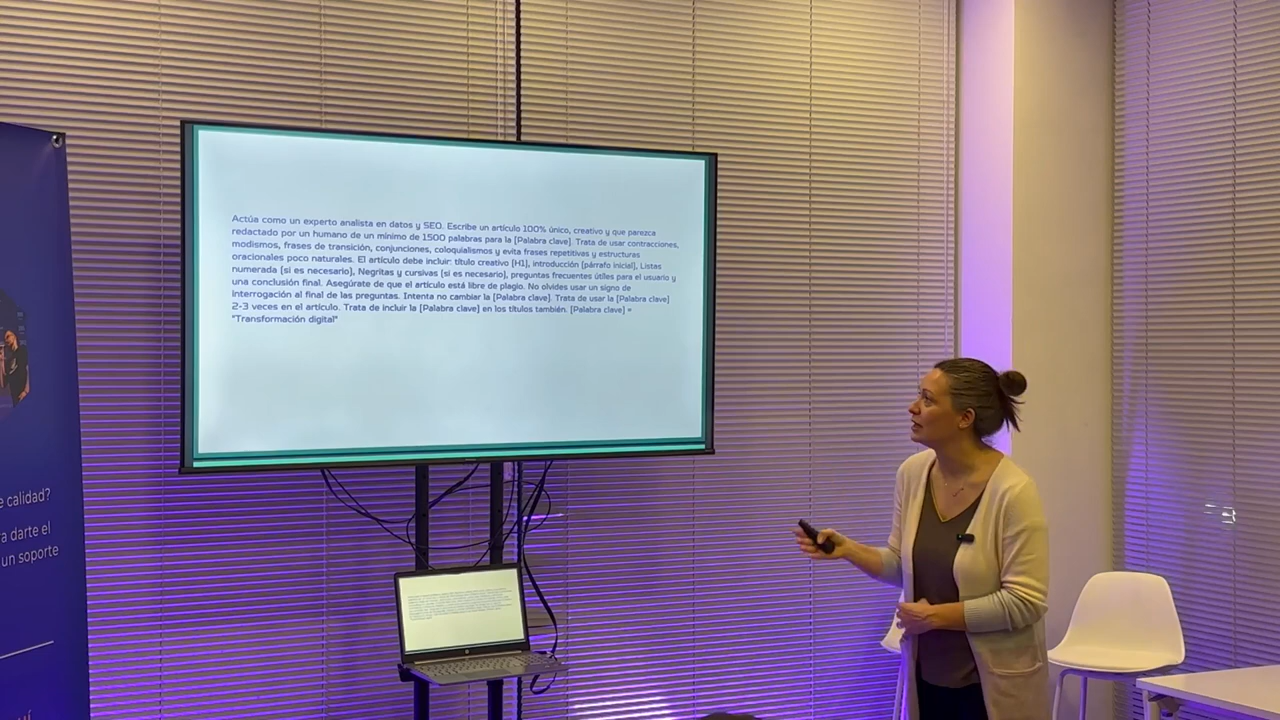 Actúa como un experto analista en datos y SEO. Escribe un artículo 100% único, creativo y que parezca
redactado por un humano de un mínimo de 1500 palabras para la [Palabra clave]. Trata de usar contracciones,
modismos, frases de transición, conjunciones, coloquialismos y evita frases repetitivas y estructuras
oracionales poco naturales. El artículo debe incluir: título creativo [H1], introducción [párrafo inicial], Listas
numerada [si es necesario], Negritas y cursivas [si es necesario], preguntas frecuentes útiles para el usuario y
una conclusión final. Asegúrate de que el artículo está libre de plagio. No olvides usar un signo de
interrogación al final de las preguntas. Intenta no cambiar la [Palabra clave]. Trata de usar la [Palabra clave]
2-3 veces en el artículo. Trata de incluir la [Palabra clave] en los títulos también. [Palabra clave] =
"Transformación digital"
e calidad?
a darte el
un soporte